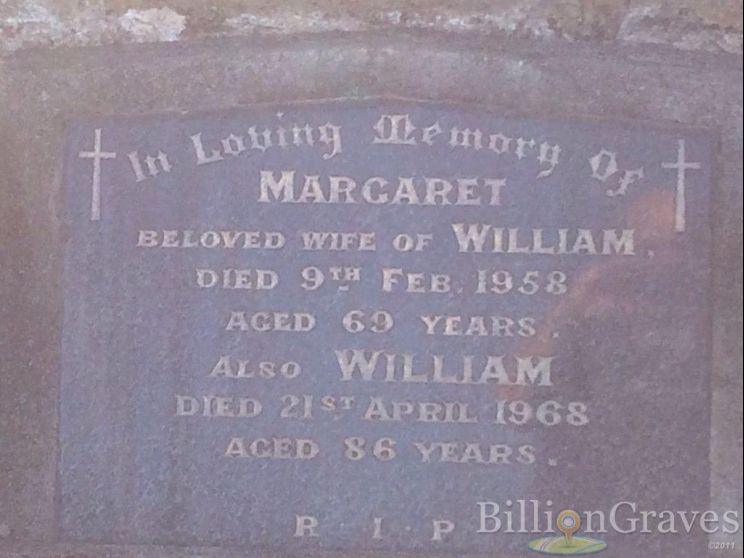 In Loving Memory Of
MARGARET
BELOVED WIFE OF WILLIAM.
DIED 9TH FEB. 1958
AGED 69 YEARS.
ALSO WILLIAM
DIED 21ST APRIL 1968
AGED 86 YEARS.
R. I. P
BillionGraves
©2011